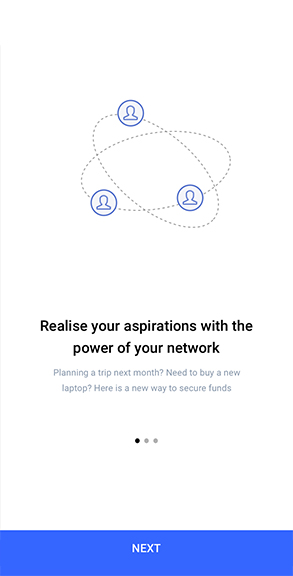 Realise your aspirations with the
power of your network
Planning a trip next month? Need to buy a new
laptop? Here is a new way to secure funds
NEXT